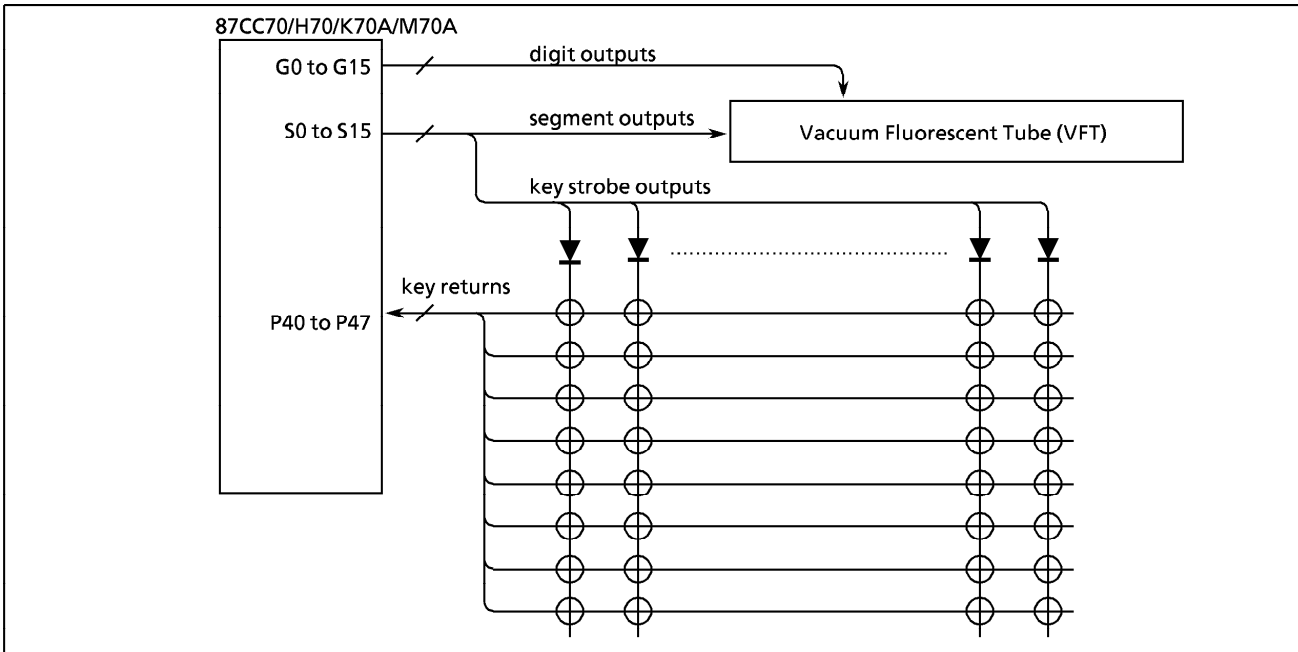 87CC70/H70/K70A/M70A
G0 to G15
digit outputs
S0 to S15
segment outputs
Vacuum Fluorescent Tube (VFT)
key strobe outputs
key returns
P40 to P47